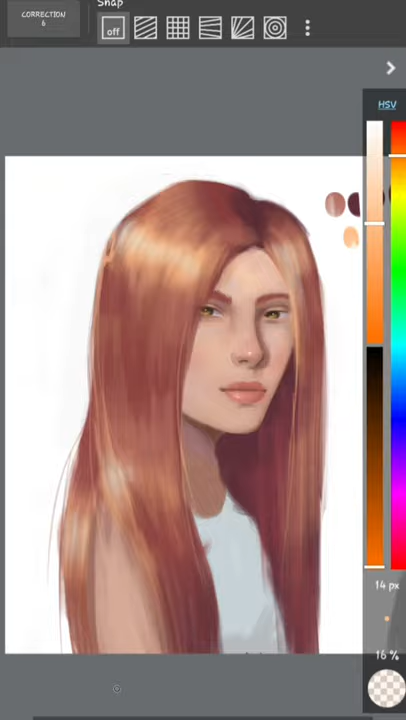 Snap
CORRECTION
6
off
HSV
14 px
16 %